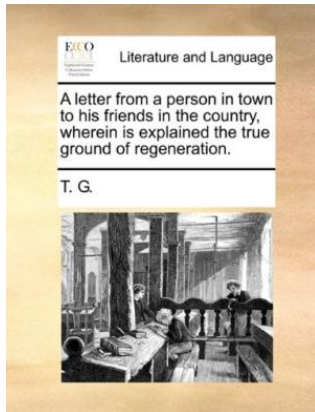 ECCO
Literature and Language
A letter from a person in town
to his friends in the country,
wherein is explained the true
ground of regeneration.
T. G.